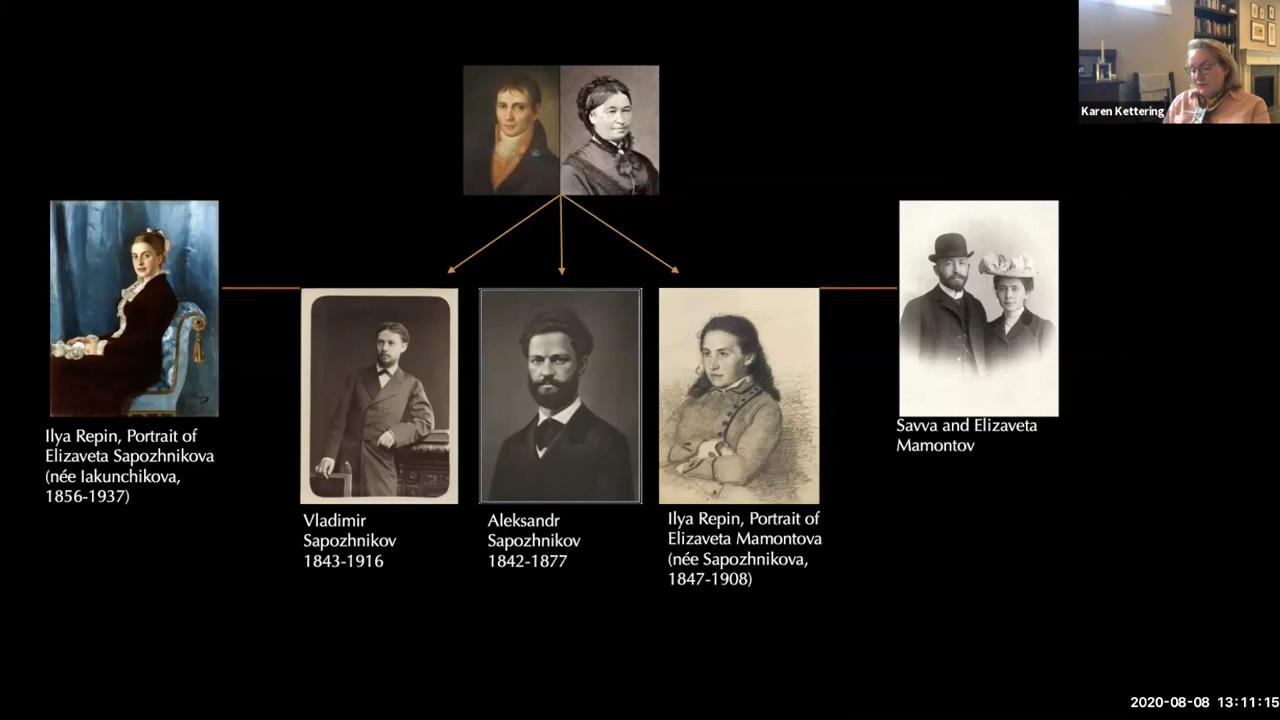 Karen Kettering
Ilya Repin, Portrait of
Elizaveta Sapozhnikova
(née Iakunchikova,
1856-1937)
Vladimir
Sapozhnikov
1843-1916
Aleksandr
Sapozhnikov
1842-1877
Ilya Repin, Portrait of
Elizaveta Mamontova
(née Sapozhnikova,
1847-1908)
Savva and Elizaveta
Mamontov
2020-08-08 13:11:15